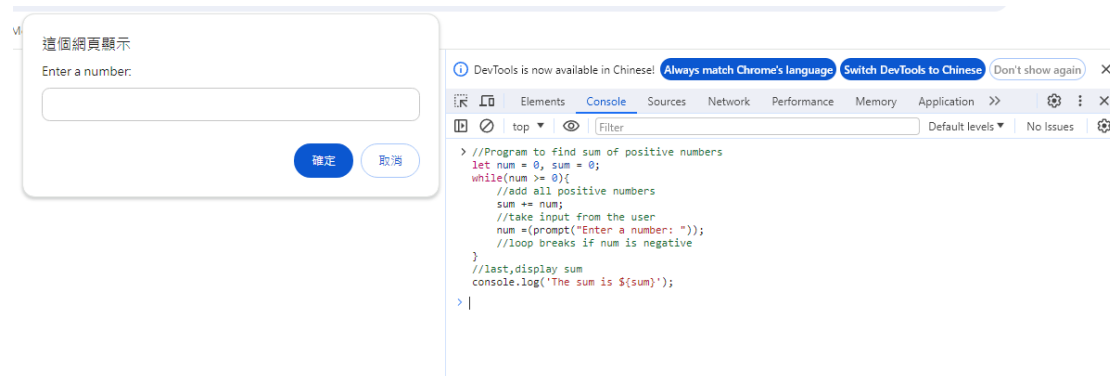 這個網頁顯示
Enter a number:
確定 取消
DevTools is now available in Chinese! Always match Chrome's language Switch DevTools to Chinese Don't show again
Elements Console Sources Network Performance Memory Application
top Filter Default levels No Issues
//Program to find sum of positive numbers
let num = 0, sum = 0;
while(num >= 0){
//add all positive numbers
sum += num;
//take input from the user
num =(prompt("Enter a number: "));
//loop breaks if num is negative
}
//last,display sum
console.log('The sum is ${sum}');